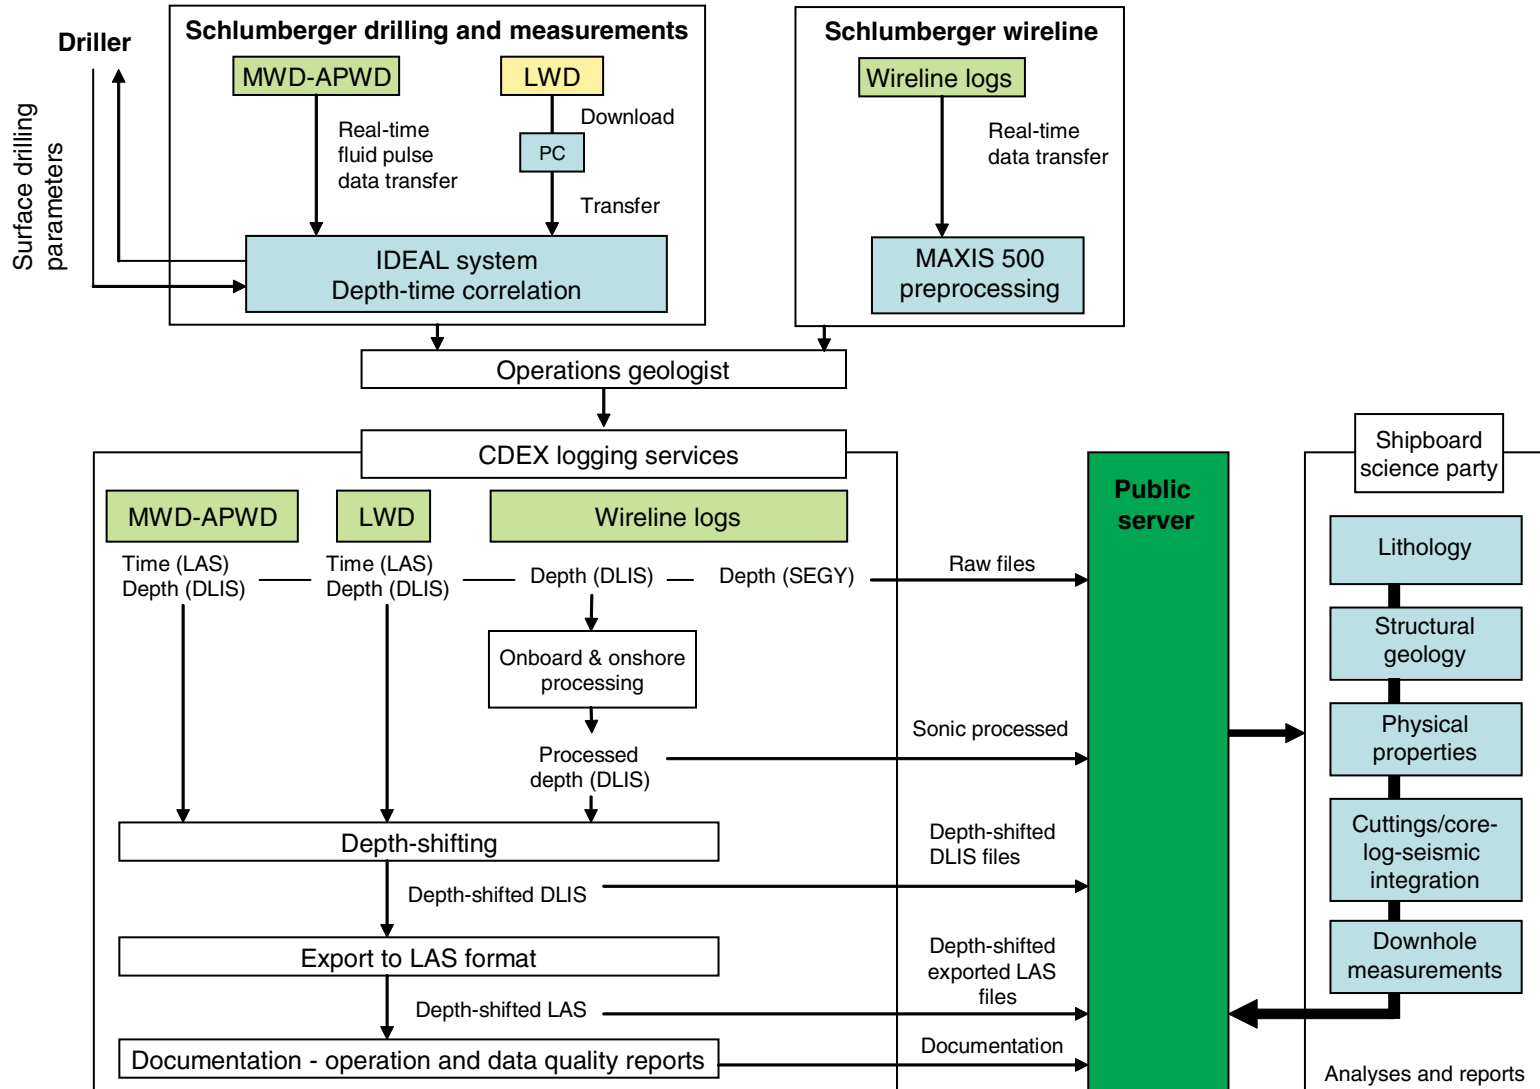 Driller
Surface drilling
parameters
Schlumberger drilling and measurements
MWD-APWD
LWD
Download
Real-time
fluid pulse
data transfer
PC
Transfer
IDEAL system
Depth-time correlation
Schlumberger wireline
Wireline logs
Real-time
data transfer
MAXIS 500
preprocessing
Operations geologist
CDEX logging services
MWD-APWD
LWD
Wireline logs
Time (LAS)
Depth (DLIS)
Time (LAS)
Depth (DLIS)
Depth (DLIS)
Depth (SEGY)
Raw files
Onboard & onshore
processing
Processed
depth (DLIS)
Sonic processed
Depth-shifting
Depth-shifted
DLIS files
Depth-shifted DLIS
Export to LAS format
Depth-shifted
exported LAS
files
Depth-shifted LAS
Documentation - operation and data quality reports
Documentation
Public
server
Shipboard
science party
Lithology
Structural
geology
Physical
properties
Cuttings/core-
log-seismic
integration
Downhole
measurements
Analyses and reports